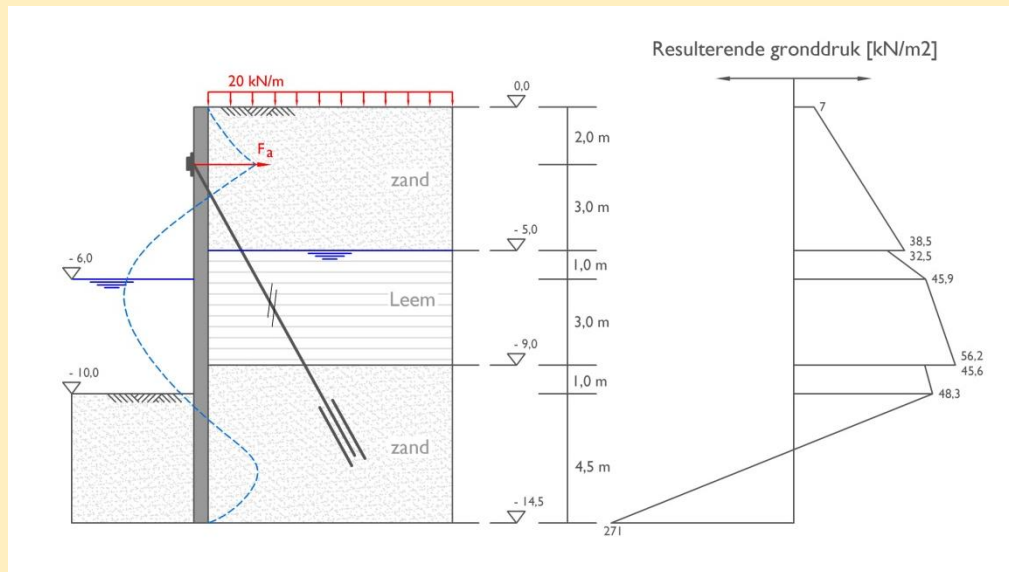 Resulterende gronddruk [kN/m2]
20 kN/m
0,0
7
2,0 m
Fa
zand
3,0 m
38,5
- 5,0
32,5
- 6,0
1,0 m
45,9
Leem
3,0 m
- 9,0
56,2
45,6
- 10,0
1,0 m
48,3
zand
4,5 m
- 14,5
271